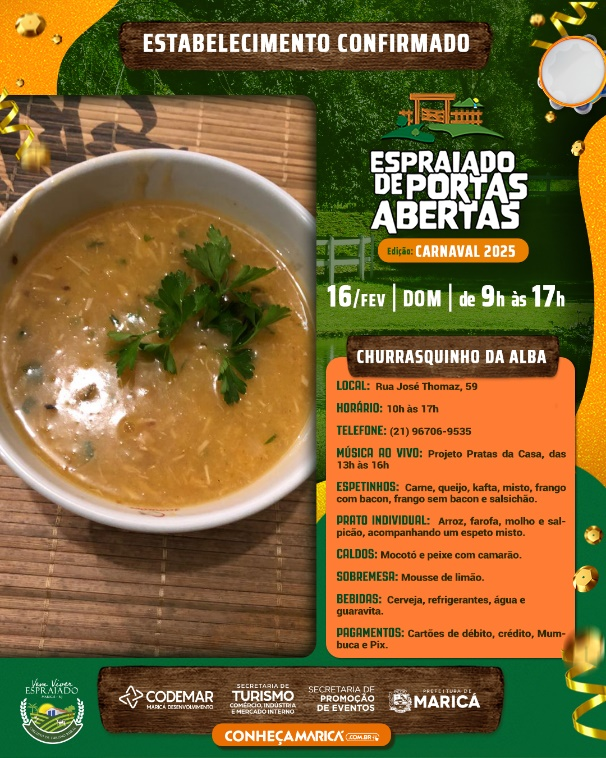 ESTABELECIMENTO CONFIRMADO
ESPRAIADO
DE PORTAS
ABERTAS
Edição: CARNAVAL 2025
16/FEV | DOM | de 9h às 17h
CHURRASQUINHO DA ALBA
LOCAL: Rua José Thomaz, 59
HORÁRIO: 10h às 17h
TELEFONE: (21) 96706-9535
MÚSICA AO VIVO: Projeto Pratas da Casa, das
13h às 16h
ESPETINHOS: Carne, queijo, kafta, misto, frango
com bacon, frango sem bacon e salsichão.
PRATO INDIVIDUAL: Arroz, farofa, molho e sal-
picão, acompanhando um espeto misto.
CALDOS: Mocotó e peixe com camarão.
SOBREMESA: Mousse de limão.
BEBIDAS: Cerveja, refrigerantes, água e
guaravita.
PAGAMENTOS: Cartões de débito, crédito, Mum-
buca e Pix.
Vem Viver
ESPRAIADO
MARICÁ - RJ
CODEMAR
MARICÁ DESENVOLVIMENTO
SECRETARIA DE
TURISMO
COMÉRCIO, INDÚSTRIA
E MERCADO INTERNO
SECRETARIA DE
PROMOÇÃO
DE EVENTOS
PREFEITURA DE
MARICÁ
CONHEÇAMARICÁ.COM.BR